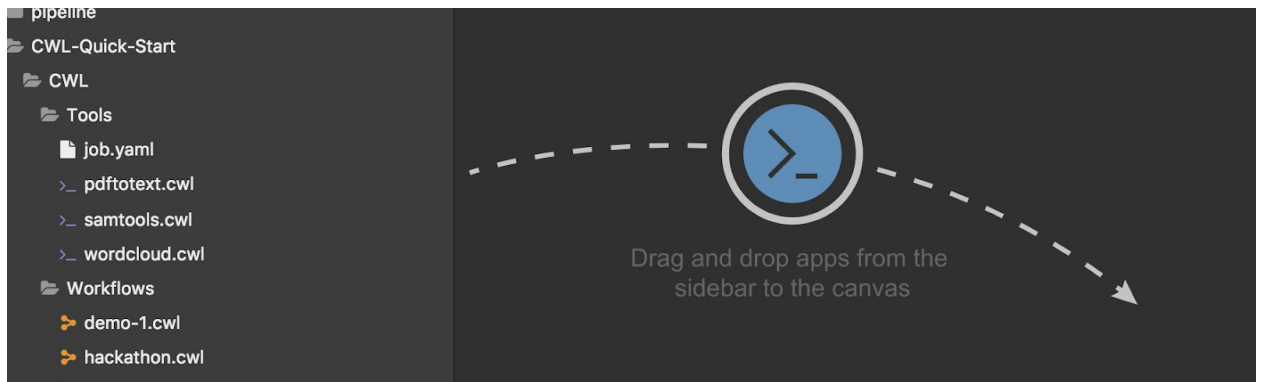 pipeline
CWL-Quick-Start
CWL
Tools
job.yaml
pdftotext.cwl
samtools.cwl
wordcloud.cwl
Workflows
demo-1.cwl
hackathon.cwl
Drag and drop apps from the
sidebar to the canvas